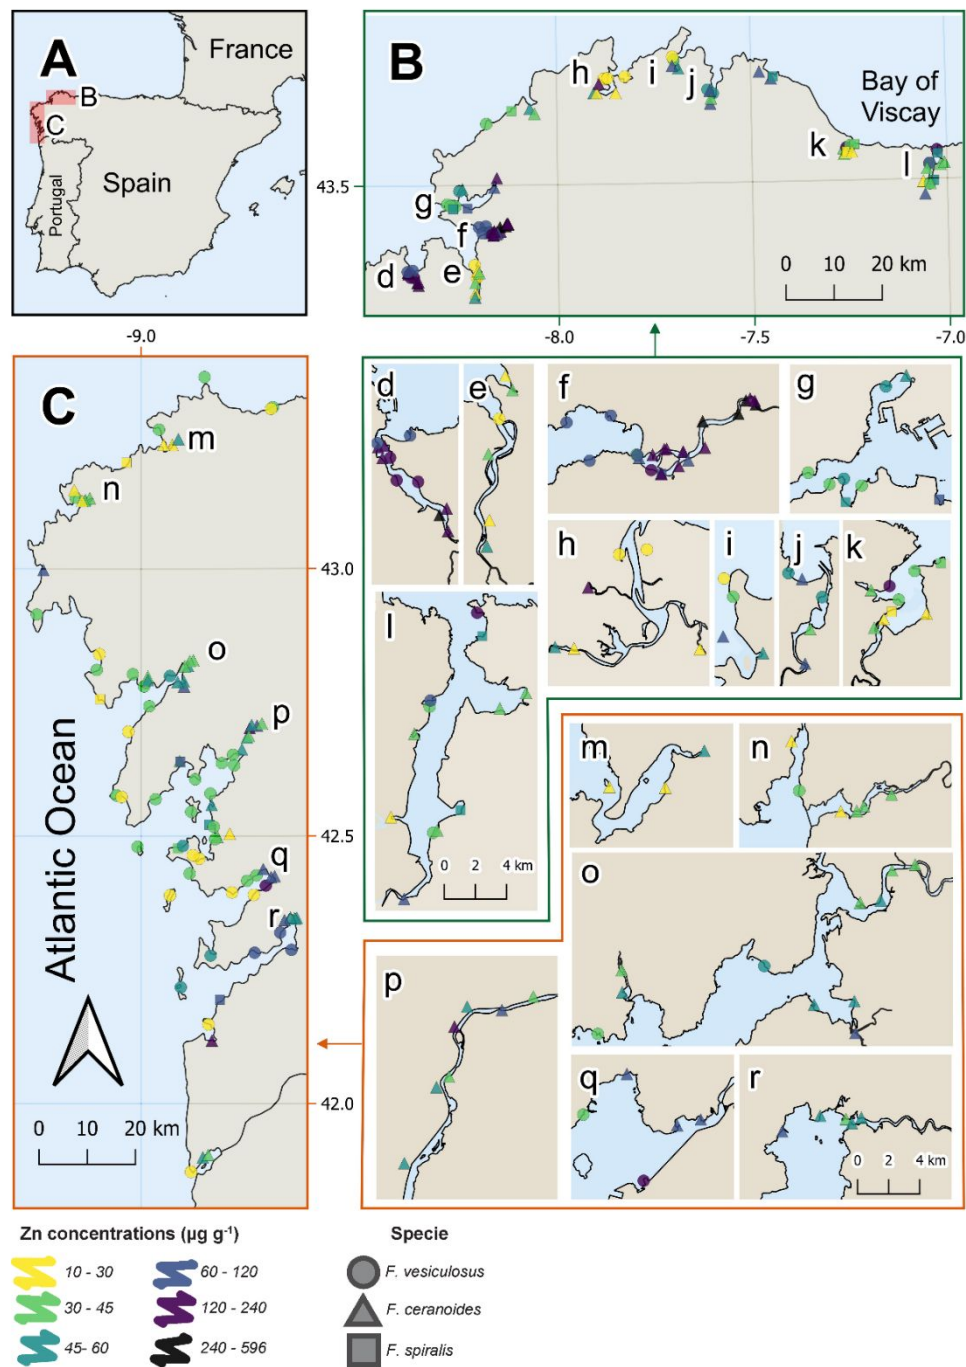 A
France
B
C
Portugal
Spain
B
Bay of
Viscay
h
i
j
k
l
g
f
d
e
43.5
0 10 20 km
-8.0
-7.5
-7.0
-9.0
C
m
n
43.0
o
p
42.5
q
r
42.0
Atlantic Ocean
0 10 20 km
d
e
f
g
h
i
j
k
l
0 2 4 km
m
n
o
p
q
r
0 2 4 km
Zn concentrations (µg g⁻¹)
10 - 30
30 - 45
45- 60
60 - 120
120 - 240
240 - 596
Specie
F. vesiculosus
F. ceranoides
F. spiralis